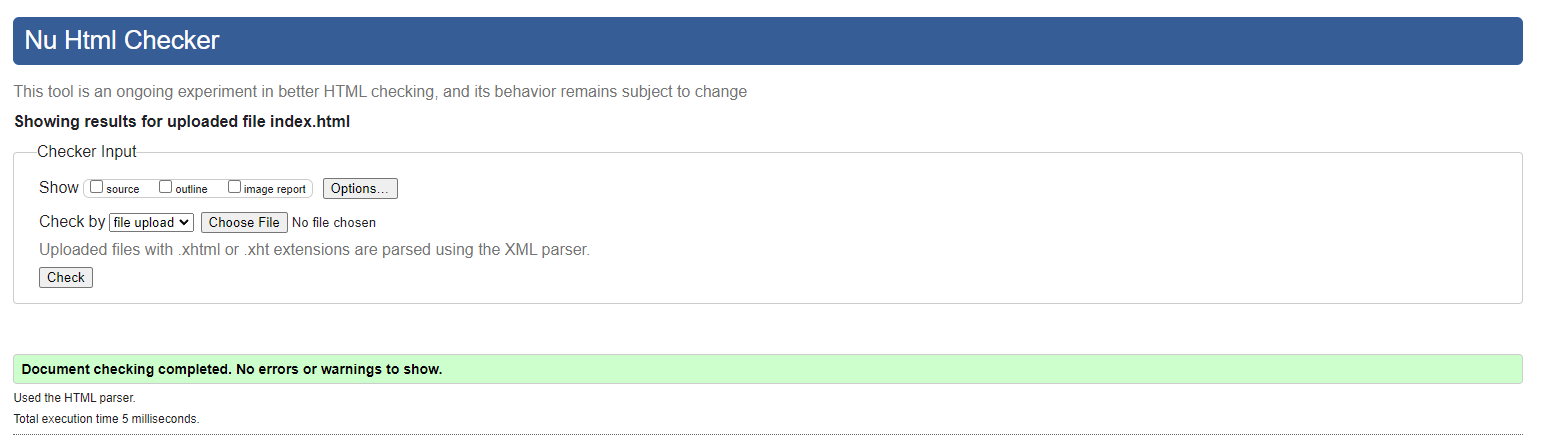 Nu Html Checker
This tool is an ongoing experiment in better HTML checking, and its behavior remains subject to change
Showing results for uploaded file index.html
Checker Input
Show source outline image report Options...
Check by file upload Choose File No file chosen
Uploaded files with .xhtml or .xht extensions are parsed using the XML parser.
Check
Document checking completed. No errors or warnings to show.
Used the HTML parser.
Total execution time 5 milliseconds.